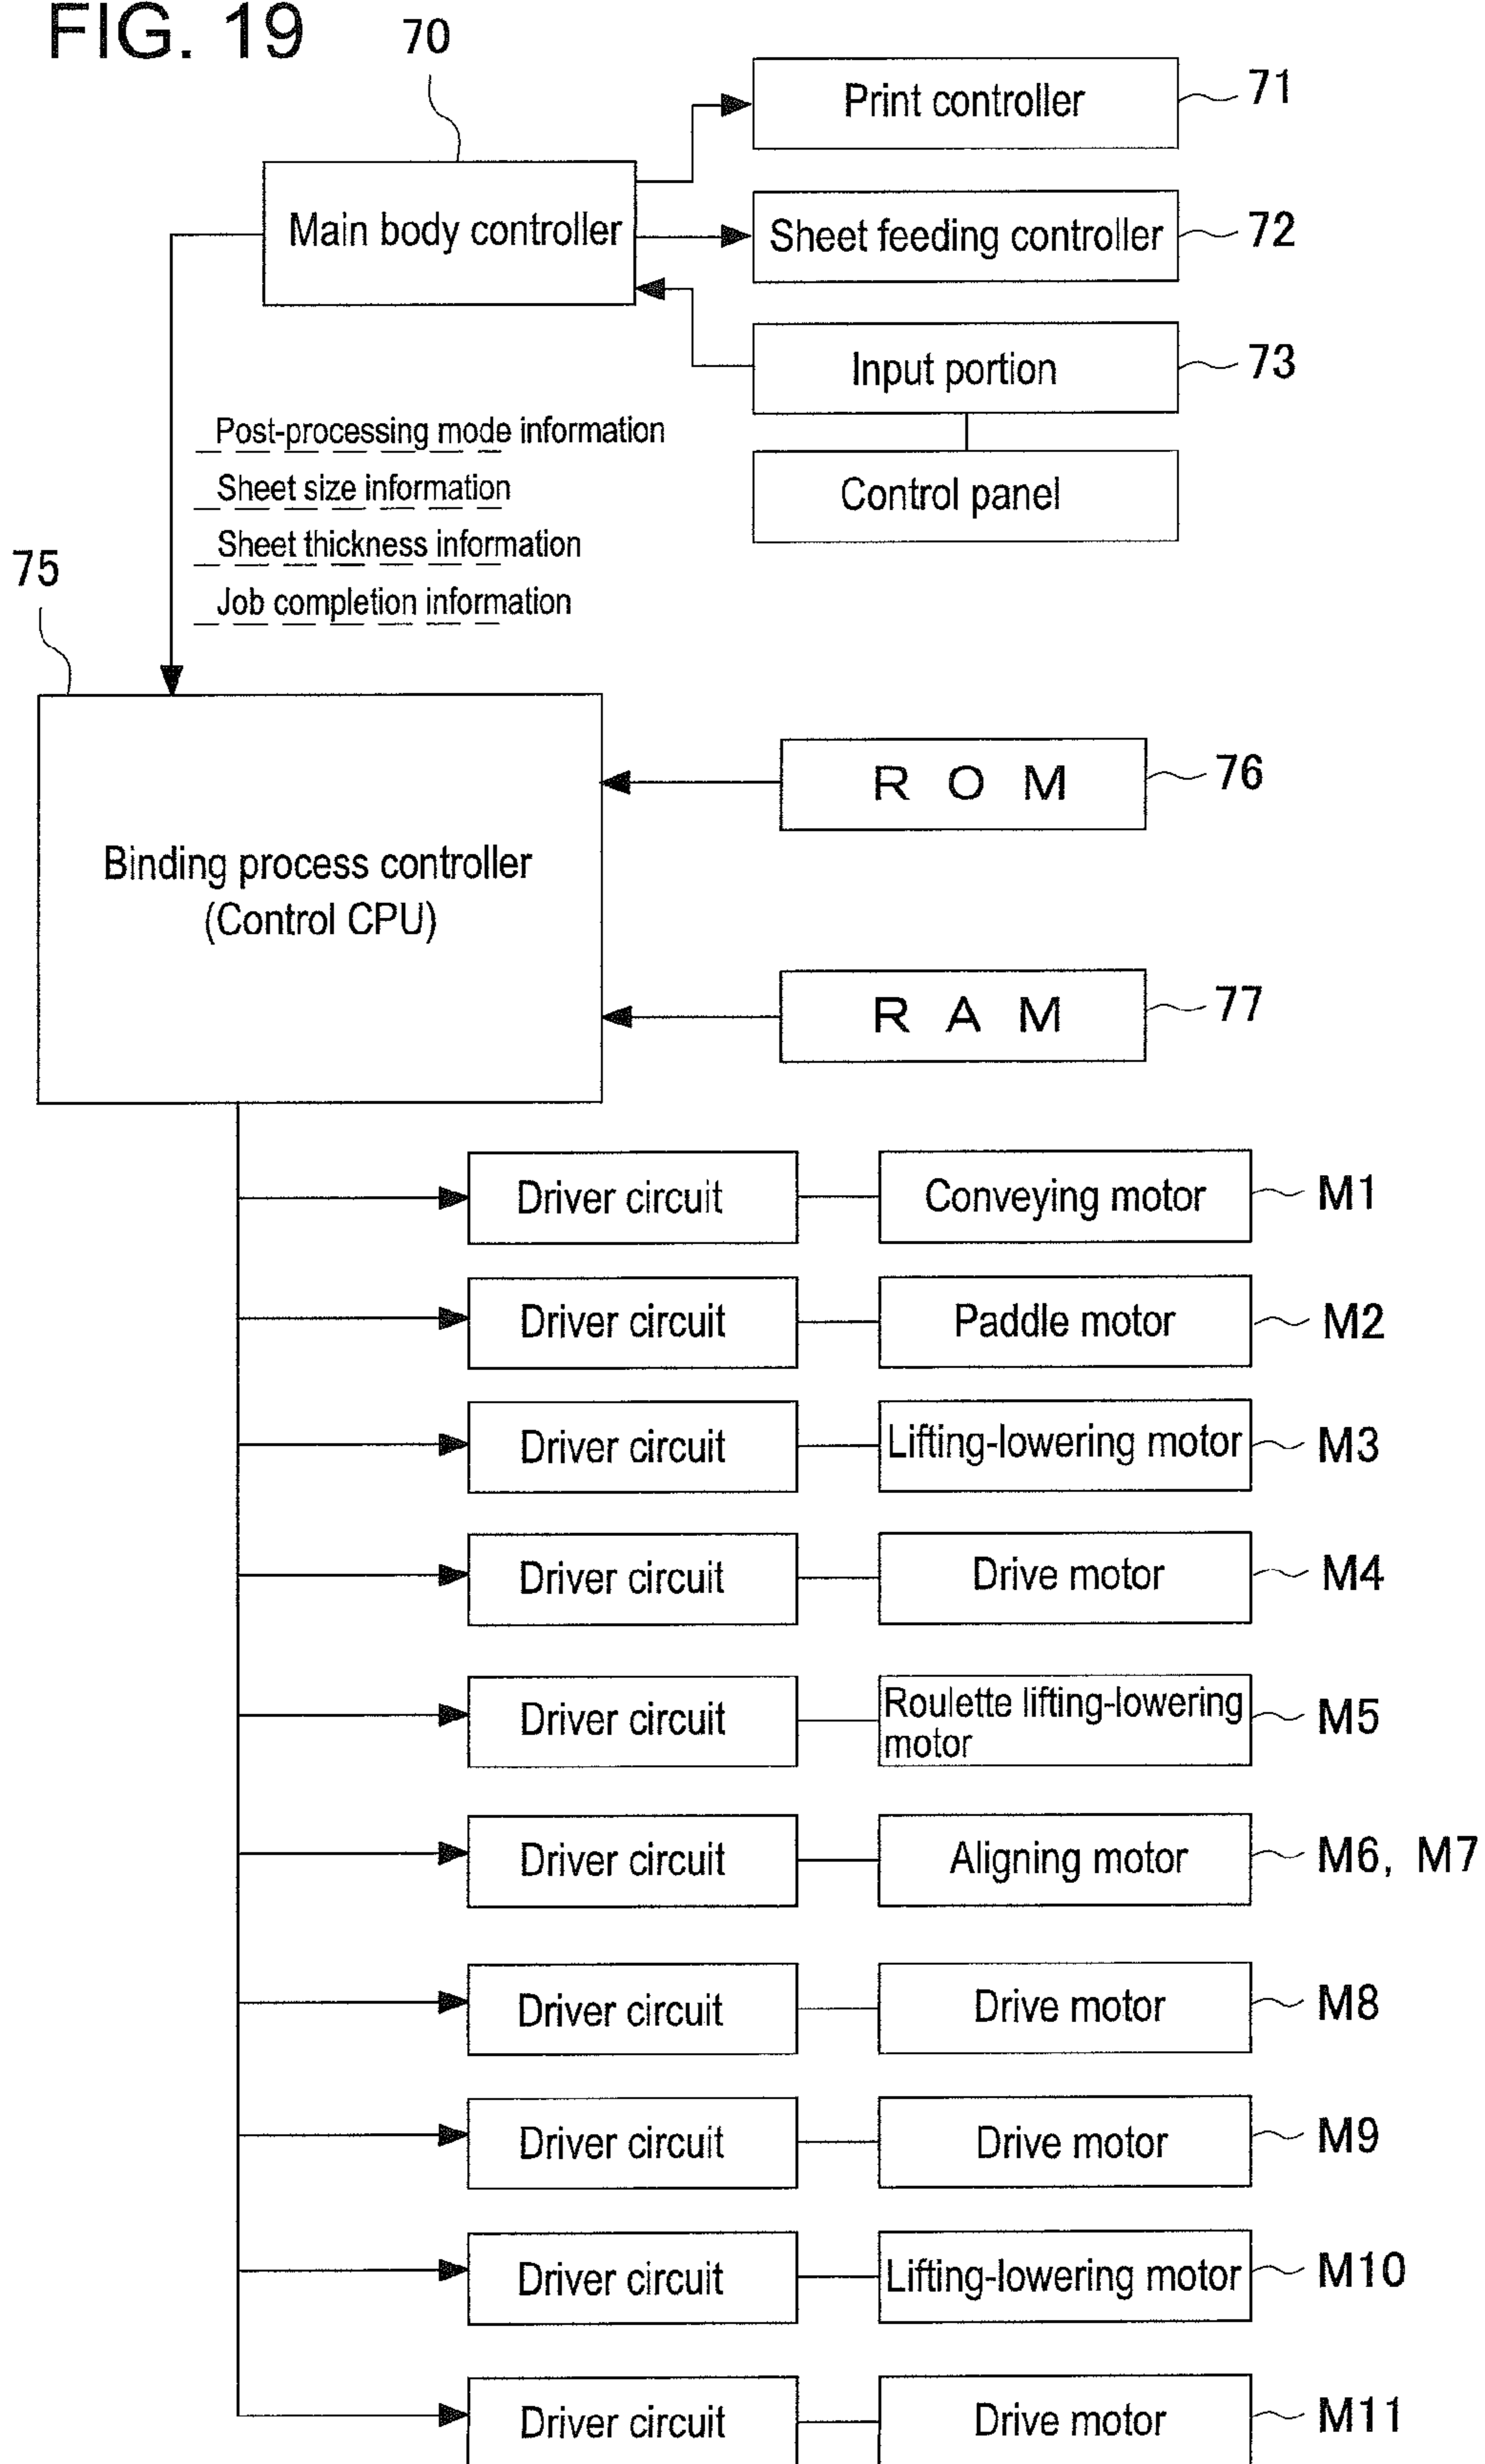 FIG. 19
70
Print controller
71
Main body controller
Sheet feeding controller
72
Input portion
73
Control panel
Post-processing mode information
Sheet size information
Sheet thickness information
Job completion information
75
Binding process controller
(Control CPU)
ROM
76
RAM
77
Driver circuit
Conveying motor
M1
Driver circuit
Paddle motor
M2
Driver circuit
Lifting-lowering motor
M3
Driver circuit
Drive motor
M4
Driver circuit
Roulette lifting-lowering
motor
M5
Driver circuit
Aligning motor
M6, M7
Driver circuit
Drive motor
M8
Driver circuit
Drive motor
M9
Driver circuit
Lifting-lowering motor
M10
Driver circuit
Drive motor
M11